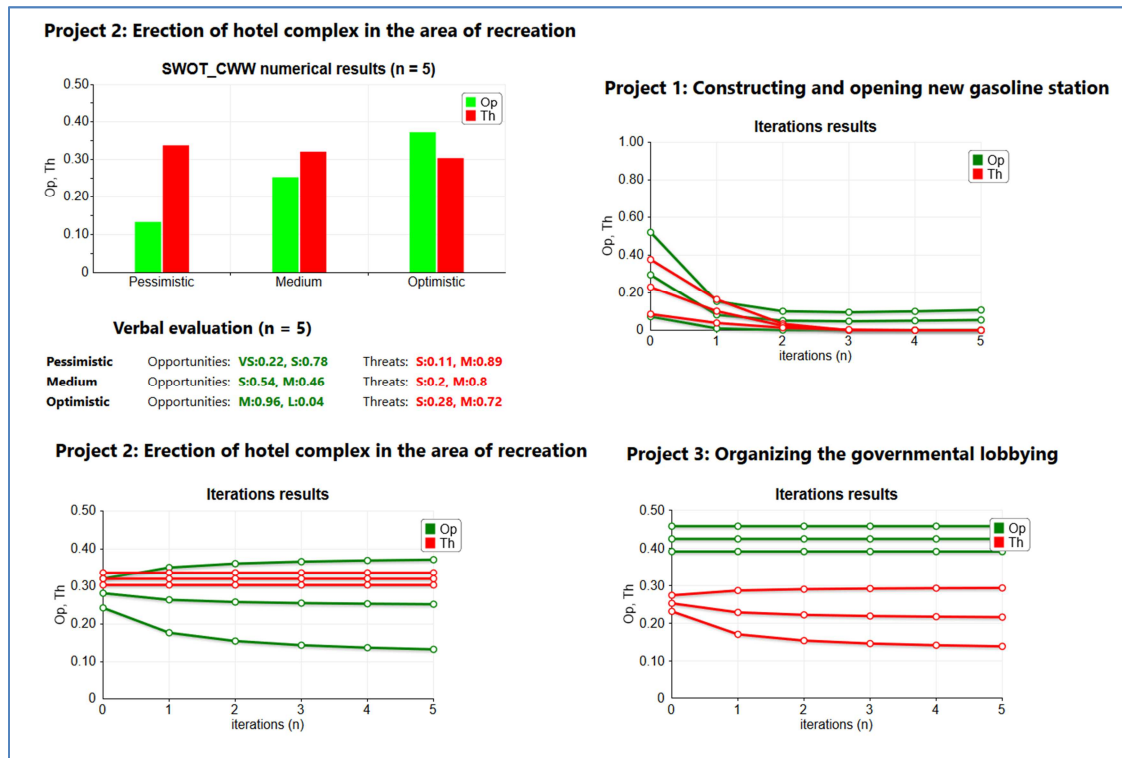 Project 2: Erection of hotel complex in the area of recreation
SWOT_CWW numerical results (n = 5)
Op, Th
0.50
0.40
0.30
0.20
0.10
0
Op
Th
Pessimistic Medium Optimistic
Verbal evaluation (n = 5)
Pessimistic Opportunities: VS:0.22, S:0.78 Threats: S:0.11, M:0.89
Medium Opportunities: S:0.54, M:0.46 Threats: S:0.2, M:0.8
Optimistic Opportunities: M:0.96, L:0.04 Threats: S:0.28, M:0.72
Project 1: Constructing and opening new gasoline station
Iterations results
Op, Th
1.00
0.80
0.60
0.40
0.20
0
Op
Th
0 1 2 3 4 5
iterations (n)
Project 2: Erection of hotel complex in the area of recreation
Iterations results
Op, Th
0.50
0.40
0.30
0.20
0.10
0
Op
Th
0 1 2 3 4 5
iterations (n)
Project 3: Organizing the governmental lobbying
Iterations results
Op, Th
0.50
0.40
0.30
0.20
0.10
0
Op
Th
0 1 2 3 4 5
iterations (n)